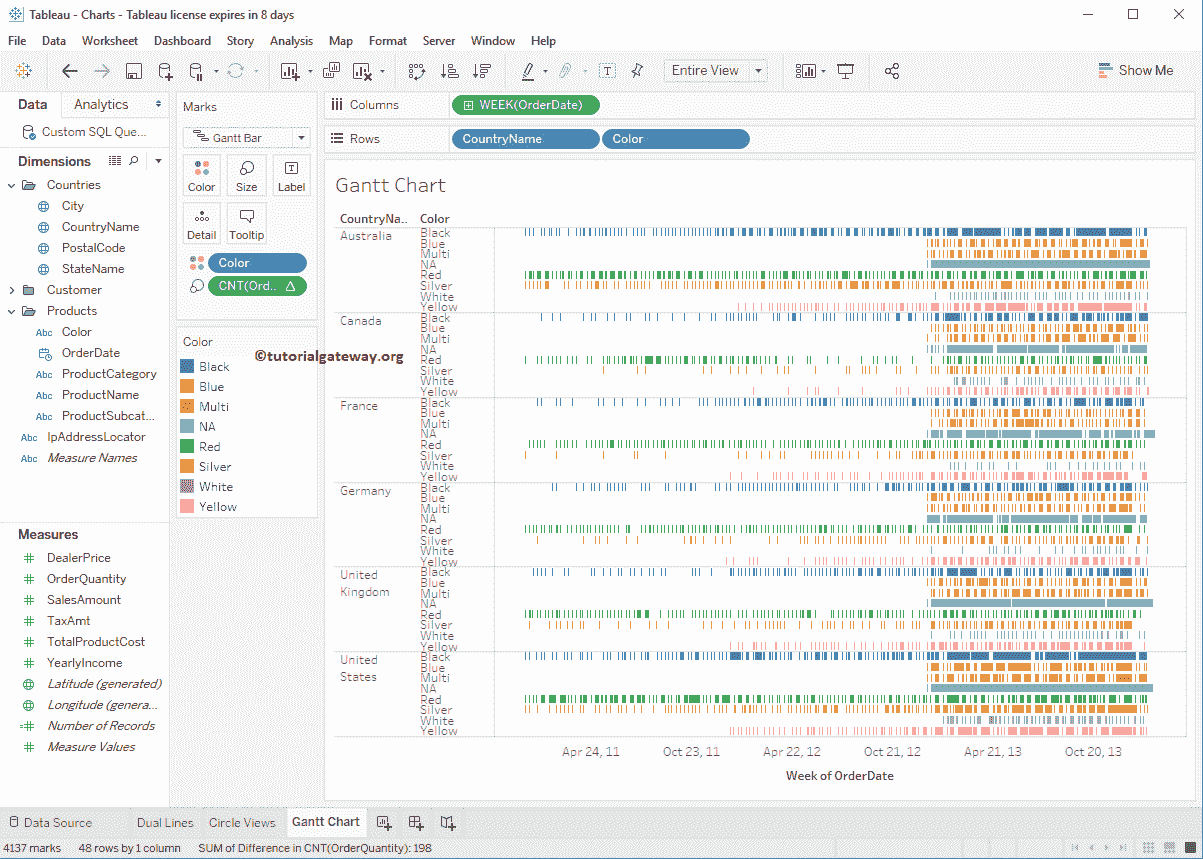 Tableau - Charts - Tableau license expires in 8 days
File Data Worksheet Dashboard Story Analysis Map Format Server Window Help
Entire View
Show Me
Data Analytics
Custom SQL Que...
Dimensions
Countries
City
CountryName
PostalCode
StateName
Customer
Products
Abc Color
OrderDate
Abc ProductCategory
Abc ProductName
Abc ProductSubcat...
Abc IpAddressLocator
Abc Measure Names
Measures
DealerPrice
OrderQuantity
SalesAmount
TaxAmt
TotalProductCost
YearlyIncome
Latitude (generated)
Longitude (genera...
Number of Records
Measure Values
Marks
Gantt Bar
Color Size Label
Detail Tooltip
Color
CNT(Ord.. Δ
Color
Black
Blue
Multi
NA
Red
Silver
White
Yellow
©tutorialgateway.org
Columns WEEK(OrderDate)
Rows CountryName Color
Gantt Chart
CountryNa.. Color
Australia Black
Blue
Multi
NA
Red
Silver
White
Yellow
Canada Black
Blue
Multi
NA
Red
Silver
White
Yellow
France Black
Blue
Multi
NA
Red
Silver
White
Yellow
Germany Black
Blue
Multi
NA
Red
Silver
White
Yellow
United Kingdom Black
Blue
Multi
NA
Red
Silver
White
Yellow
United States Black
Blue
Multi
NA
Red
Silver
White
Yellow
Apr 24, 11 Oct 23, 11 Apr 22, 12 Oct 21, 12 Apr 21, 13 Oct 20, 13
Week of OrderDate
Data Source Dual Lines Circle Views Gantt Chart
4137 marks 48 rows by 1 column SUM of Difference in CNT(OrderQuantity): 198